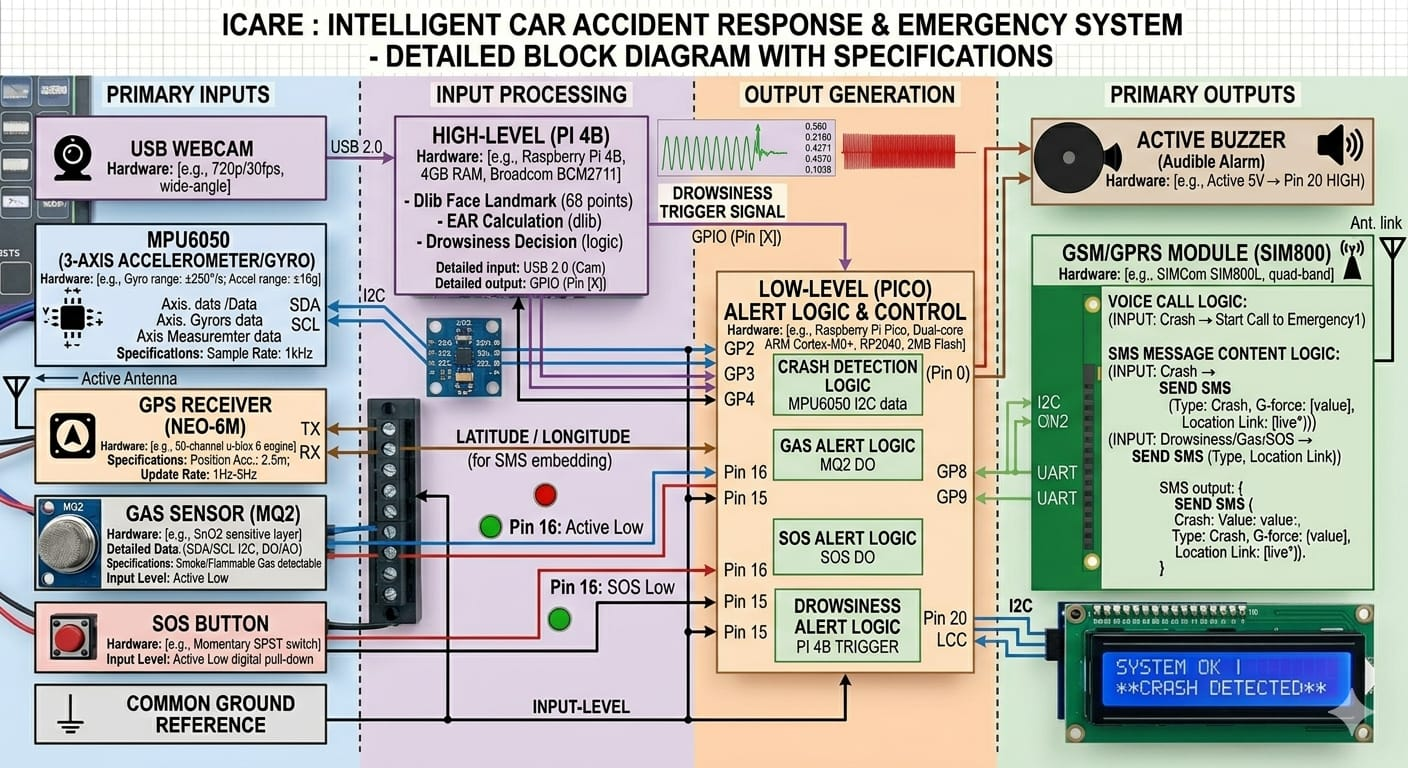 ICARE : INTELLIGENT CAR ACCIDENT RESPONSE & EMERGENCY SYSTEM
- DETAILED BLOCK DIAGRAM WITH SPECIFICATIONS
PRIMARY INPUTS
USB WEBCAM
Hardware: [e.g., 720p/30fps,
wide-angle]
USB 2.0
MPU6050
(3-AXIS ACCELEROMETER/GYRO)
Hardware: [e.g., Gyro range: ±250°/s; Accel range: ±16g]
Axis. dats /Data
Axis. Gyrors data
Axis Measuremter data
Specifications: Sample Rate: 1kHz
SDA
SCL
I2C
Active Antenna
GPS RECEIVER
(NEO-6M)
Hardware: [e.g., 50-channel u-blox 6 engine]
Specifications: Position Acc.: 2.5m;
Update Rate: 1Hz-5Hz
TX
RX
MG2
GAS SENSOR (MQ2)
Hardware: [e.g., SnO2 sensitive layer]
Detailed Data. (SDA/SCL I2C, DO/AO)
Specifications: Smoke/Flammable Gas detectable
Input Level: Active Low
SOS BUTTON
Hardware: [e.g., Momentary SPST switch]
Input Level: Active Low digital pull-down
COMMON GROUND
REFERENCE
INPUT PROCESSING
HIGH-LEVEL (PI 4B)
Hardware: [e.g., Raspberry Pi 4B,
4GB RAM, Broadcom BCM2711]
- Dlib Face Landmark (68 points)
- EAR Calculation (dlib)
- Drowsiness Decision (logic)
Detailed input: USB 2.0 (Cam)
Detailed output: GPIO (Pin [X])
LATITUDE / LONGITUDE
(for SMS embedding)
Pin 16: Active Low
Pin 16: SOS Low
INPUT-LEVEL
OUTPUT GENERATION
0.560
0.2160
0.4271
0.4570
0.1038
DROWSINESS
TRIGGER SIGNAL
GPIO (Pin [X])
LOW-LEVEL (PICO)
ALERT LOGIC & CONTROL
Hardware: [e.g., Raspberry Pi Pico, Dual-core
ARM Cortex-M0+, RP2040, 2MB Flash]
GP2
GP3
GP4
CRASH DETECTION
LOGIC
MPU6050 I2C data
(Pin 0)
GAS ALERT LOGIC
MQ2 DO
Pin 16
Pin 15
GP8
GP9
SOS ALERT LOGIC
SOS DO
Pin 16
Pin 15
Pin 15
DROWSINESS
ALERT LOGIC
PI 4B TRIGGER
Pin 20
LCC
PRIMARY OUTPUTS
ACTIVE BUZZER
(Audible Alarm)
Hardware: [e.g., Active 5V → Pin 20 HIGH)
Ant. link
GSM/GPRS MODULE (SIM800)
Hardware: [e.g., SIMCom SIM800L, quad-band]
VOICE CALL LOGIC:
(INPUT: Crash → Start Call to Emergency1)
SMS MESSAGE CONTENT LOGIC:
(INPUT: Crash →
SEND SMS
(Type: Crash, G-force: [value],
Location Link: [live°)))
(INPUT: Drowsiness/Gas/SOS →
SEND SMS (Type, Location Link))
SMS output: {
SEND SMS (
Crash: Value: value:,
Type: Crash, G-force: [value],
Location Link: [live°)).
}
I2C
UART
UART
I2C
SYSTEM OK |
**CRASH DETECTED**